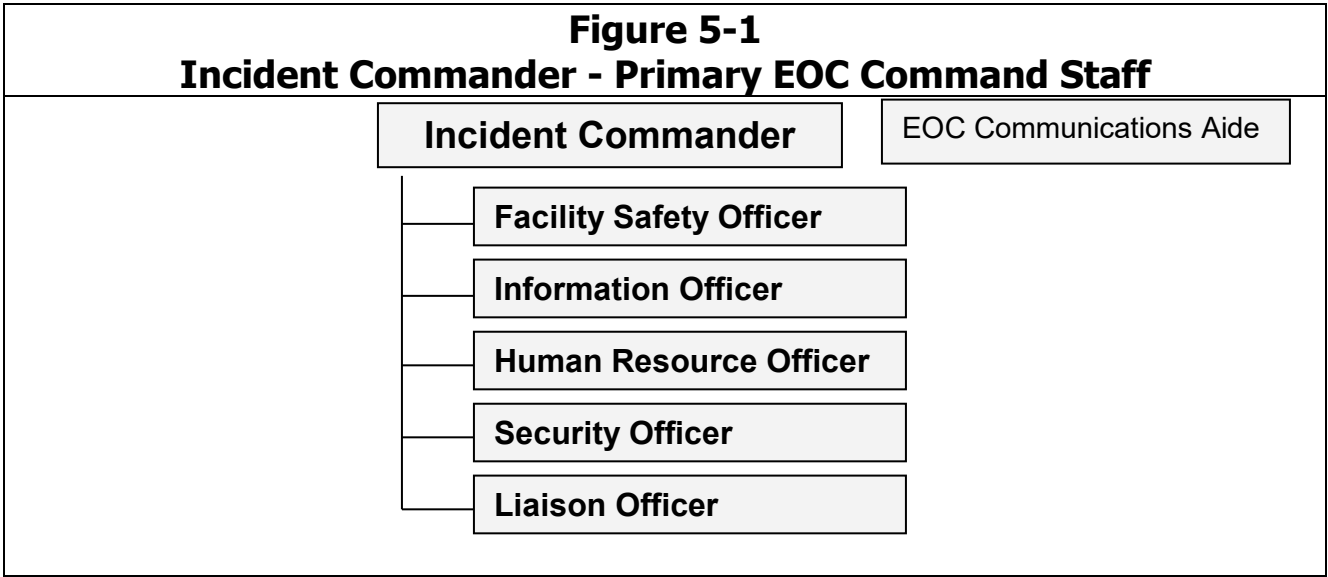 Figure 5-1
Incident Commander - Primary EOC Command Staff
Incident Commander
EOC Communications Aide
Facility Safety Officer
Information Officer
Human Resource Officer
Security Officer
Liaison Officer